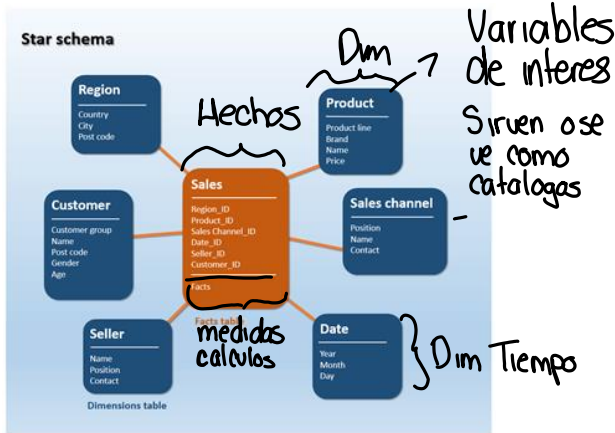 Star schema
Dim
Variables
de interes
Sirven o se
ve como
catalogos
Hechos
Region
Country
City
Post code
Product
Product line
Brand
Name
Price
Sales
Region_ID
Product_ID
Sales Channel_ID
Date_ID
Seller_ID
Customer_ID
Facts
Facts table
medidas
calculos
Customer
Customer group
Name
Post code
Gender
Age
Sales channel
Position
Name
Contact
Seller
Name
Position
Contact
Dimensions table
Date
Year
Month
Day
Dim Tiempo